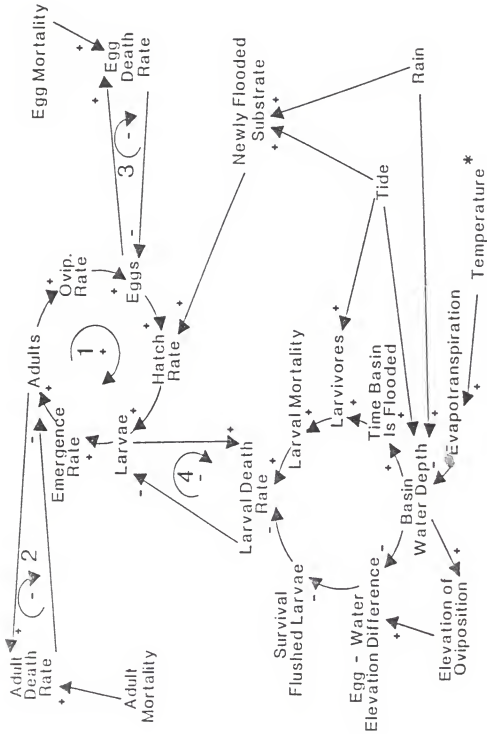 Egg Mortality
Egg
Death
Rate
+
+
3
-
-
Ovip.
Rate
+
+
Eggs
Adults
+
-
1
+
Hatch
Rate
+
+
Larvae
+
Emergence
Rate
+
+
2
-
+
Adult
Death
Rate
+
Adult
Mortality
4
-
-
+
Larval Death
Rate
+
-
Larval Mortality
+
Larvivores
+
+
Time Basin
Is Flooded
+
Newly Flooded
Substrate
+
+
Tide
Rain
Survival
Flushed Larvae
-
Egg - Water
Elevation Difference
-
+
Basin
Water Depth
+
+
-
Evapotranspiration
+
Temperature*
Elevation of
Oviposition
+